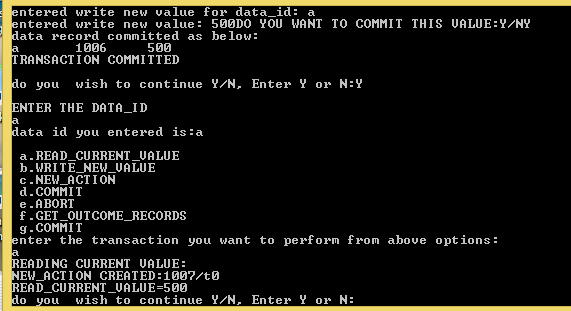 entered write new value for data_id: a
entered write new value: 500DO YOU WANT TO COMMIT THIS VALUE:Y/NY
data record committed as below:
a 1006 500
TRANSACTION COMMITTED
do you wish to continue Y/N, Enter Y or N:Y
ENTER THE DATA_ID
a
data id you entered is:a
a.READ_CURRENT_VALUE
b.WRITE_NEW_VALUE
c.NEW_ACTION
d.COMMIT
e.ABORT
f.GET_OUTCOME_RECORDS
g.COMMIT
enter the transaction you want to perform from above options:
a
READING CURRENT VALUE:
NEW_ACTION CREATED:1007/t0
READ_CURRENT_VALUE=500
do you wish to continue Y/N, Enter Y or N: